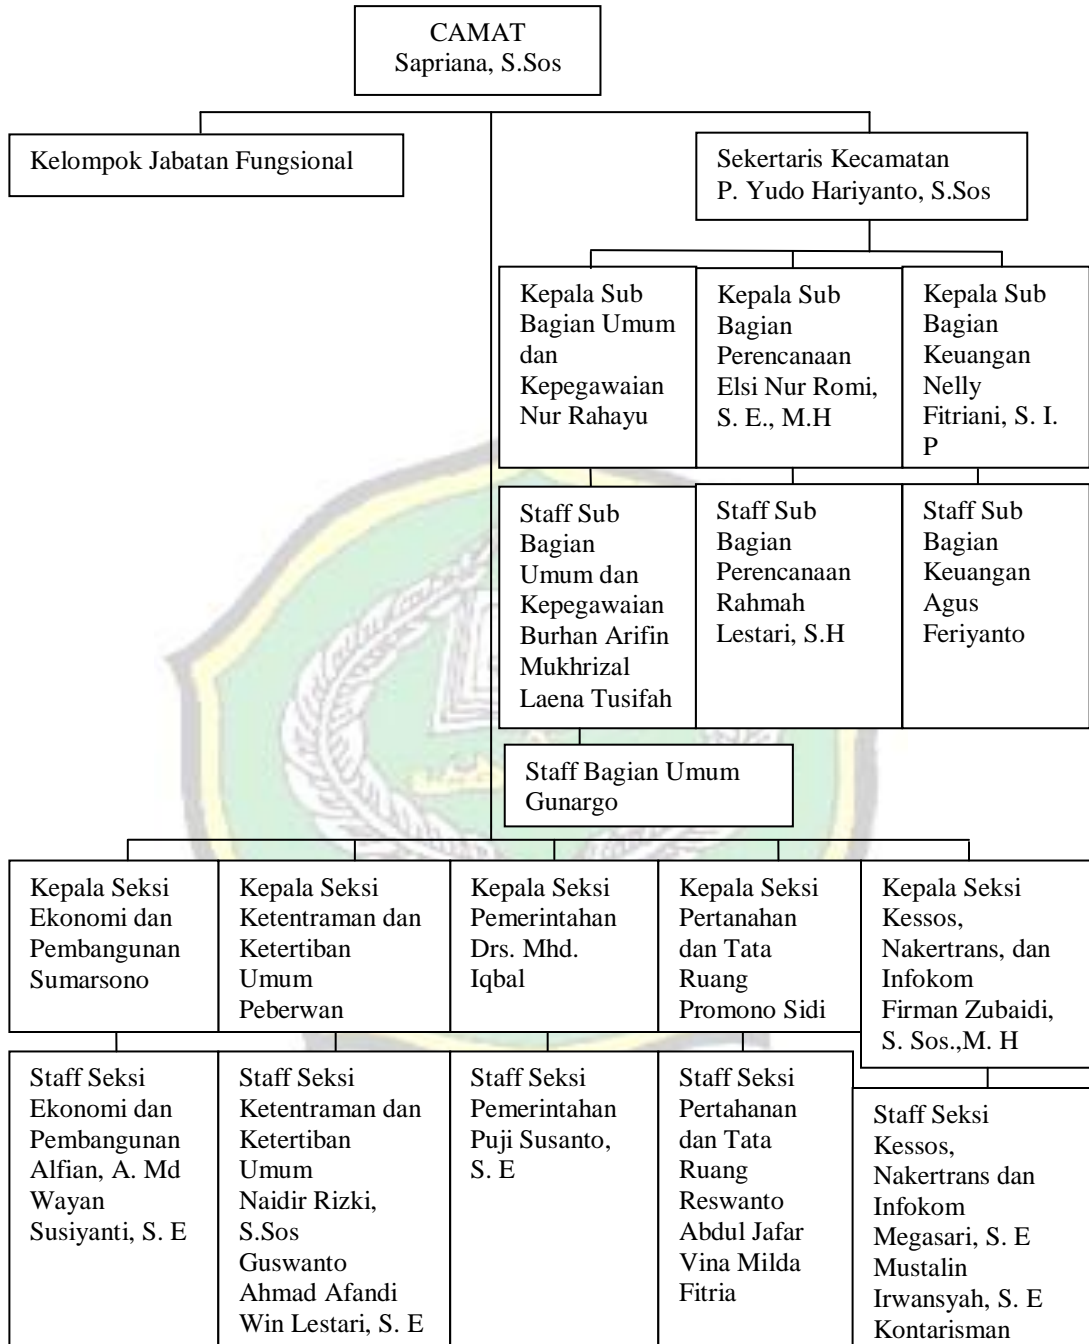 CAMAT
Sapriana, S.Sos
Kelompok Jabatan Fungsional
Sekertaris Kecamatan
P. Yudo Hariyanto, S.Sos
Kepala Sub
Bagian Umum
dan
Kepegawaian
Nur Rahayu
Kepala Sub
Bagian
Perencanaan
Elsi Nur Romi,
S. E., M.H
Kepala Sub
Bagian
Keuangan
Nelly
Fitriani, S. I.
P
Staff Sub
Bagian
Umum dan
Kepegawaian
Burhan Arifin
Mukhrizal
Laena Tusifah
Staff Sub
Bagian
Perencanaan
Rahmah
Lestari, S.H
Staff Sub
Bagian
Keuangan
Agus
Feriyanto
Staff Bagian Umum
Gunargo
Kepala Seksi
Ekonomi dan
Pembangunan
Sumarsono
Kepala Seksi
Ketentraman dan
Ketertiban
Umum
Peberwan
Kepala Seksi
Pemerintahan
Drs. Mhd.
Iqbal
Kepala Seksi
Pertanahan
dan Tata
Ruang
Promono Sidi
Kepala Seksi
Kessos,
Nakertrans, dan
Infokom
Firman Zubaidi,
S. Sos.,M. H
Staff Seksi
Ekonomi dan
Pembangunan
Alfian, A. Md
Wayan
Susiyanti, S. E
Staff Seksi
Ketentraman dan
Ketertiban
Umum
Naidir Rizki,
S.Sos
Guswanto
Ahmad Afandi
Win Lestari, S. E
Staff Seksi
Pemerintahan
Puji Susanto,
S. E
Staff Seksi
Pertahanan
dan Tata
Ruang
Reswanto
Abdul Jafar
Vina Milda
Fitria
Staff Seksi
Kessos,
Nakertrans dan
Infokom
Megasari, S. E
Mustalin
Irwansyah, S. E
Kontarisman